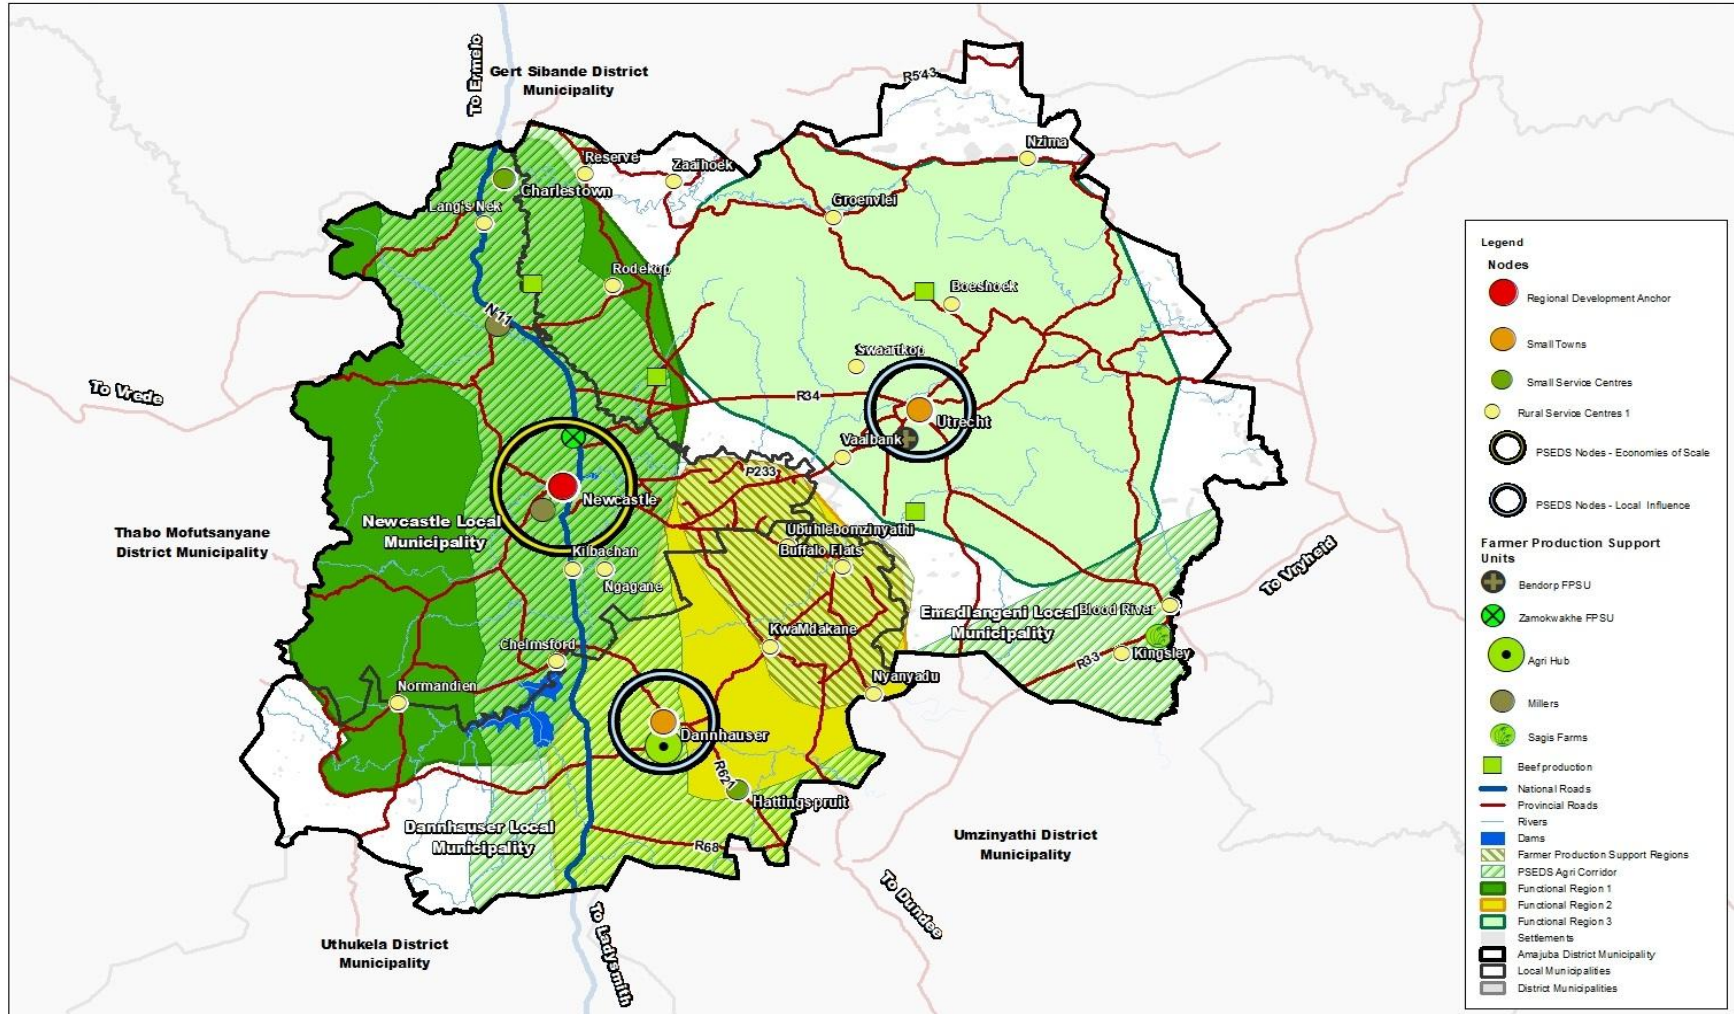 R543
To Ermelo
Gert Sibande District
Municipality
Nzima
Reserve
Zaaihoek
Charlestown
Groenvlei
Lang's Nek
Rodekop
Boeshoek
N11
Swaartkop
To Vrede
R34
Utrecht
Vaalbank
P233
Newcastle
Newcastle Local
Municipality
Thabo Mofutsanyane
District Municipality
Ubuhlebomzinyathi
Buffalo Flats
Kilbachan
Ngagane
To Vryheid
Emadlangeni Local
Municipality
Blood River
KwaMdakane
Chelmsford
Kingsley
R33
Nyanyadu
Normandien
Dannhauser
R621
Hattingspruit
Dannhauser Local
Municipality
R68
Umzinyathi District
Municipality
To Dundee
To Ladysmith
Uthukela District
Municipality
Legend
Nodes
Regional Development Anchor
Small Towns
Small Service Centres
Rural Service Centres 1
PSEDS Nodes - Economies of Scale
PSEDS Nodes - Local Influence
Farmer Production Support
Units
Bendorp FPSU
Zamokwakhe FPSU
Agri Hub
Millers
Sagis Farms
Beef production
National Roads
Provincial Roads
Rivers
Dams
Farmer Production Support Regions
PSEDS Agri Corridor
Functional Region 1
Functional Region 2
Functional Region 3
Settlements
Amajuba District Municipality
Local Municipalities
District Municipalities